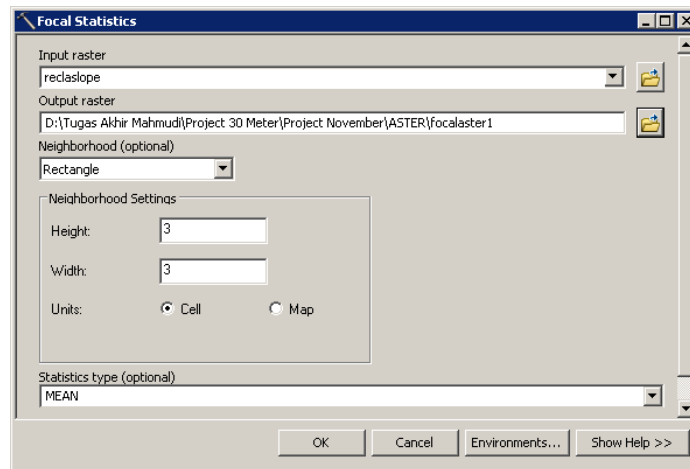 Focal Statistics
Input raster
reclaslope
Output raster
D:\Tugas Akhir Mahmudi\Project 30 Meter\Project November\ASTER\focalaster1
Neighborhood (optional)
Rectangle
Neighborhood Settings
Height:
3
Width:
3
Units:
Cell
Map
Statistics type (optional)
MEAN
OK
Cancel
Environments...
Show Help >>